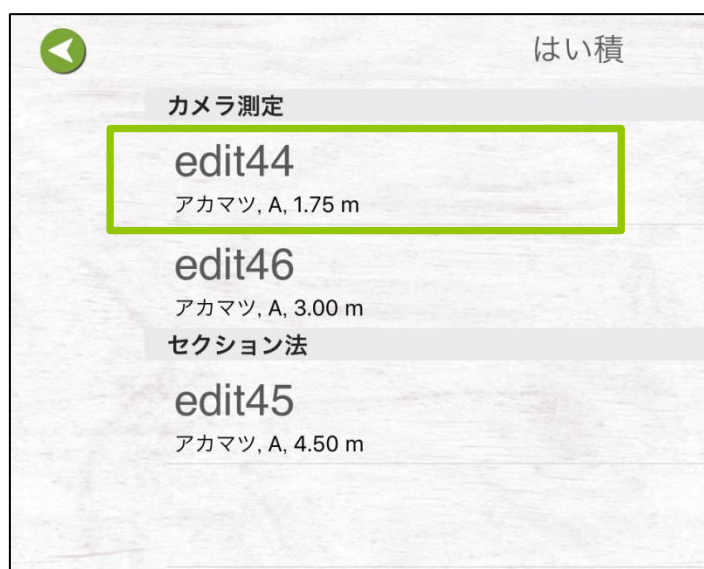 はい積
カメラ測定
edit44
アカマツ, A, 1.75 m
edit46
アカマツ, A, 3.00 m
セクション法
edit45
アカマツ, A, 4.50 m